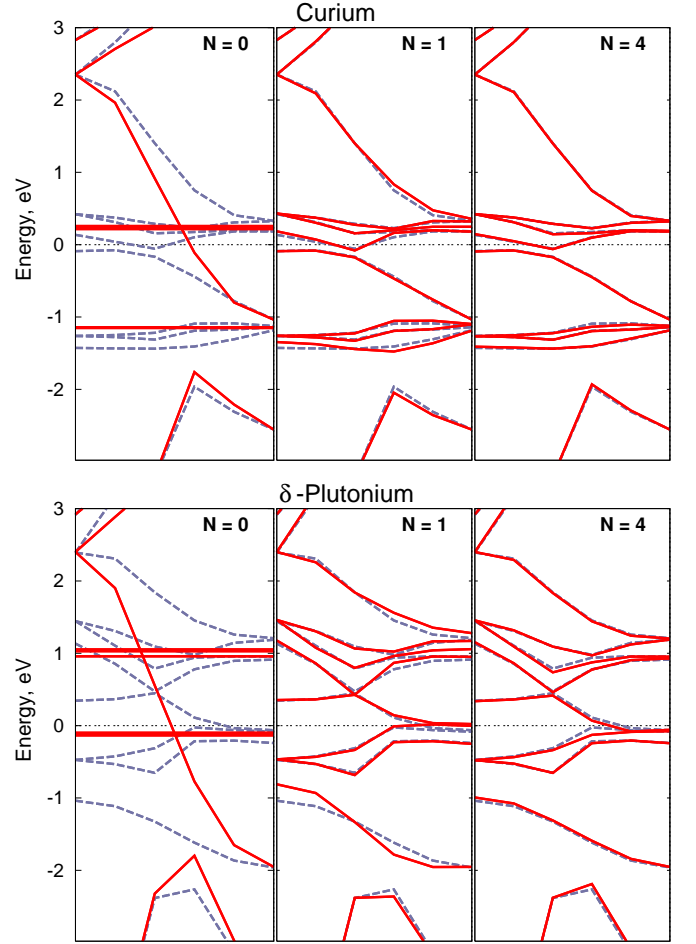 Curium
N = 0
N = 1
N = 4
3
2
1
0
-1
-2
Energy, eV
δ-Plutonium
N = 0
N = 1
N = 4
3
2
1
0
-1
-2
Energy, eV